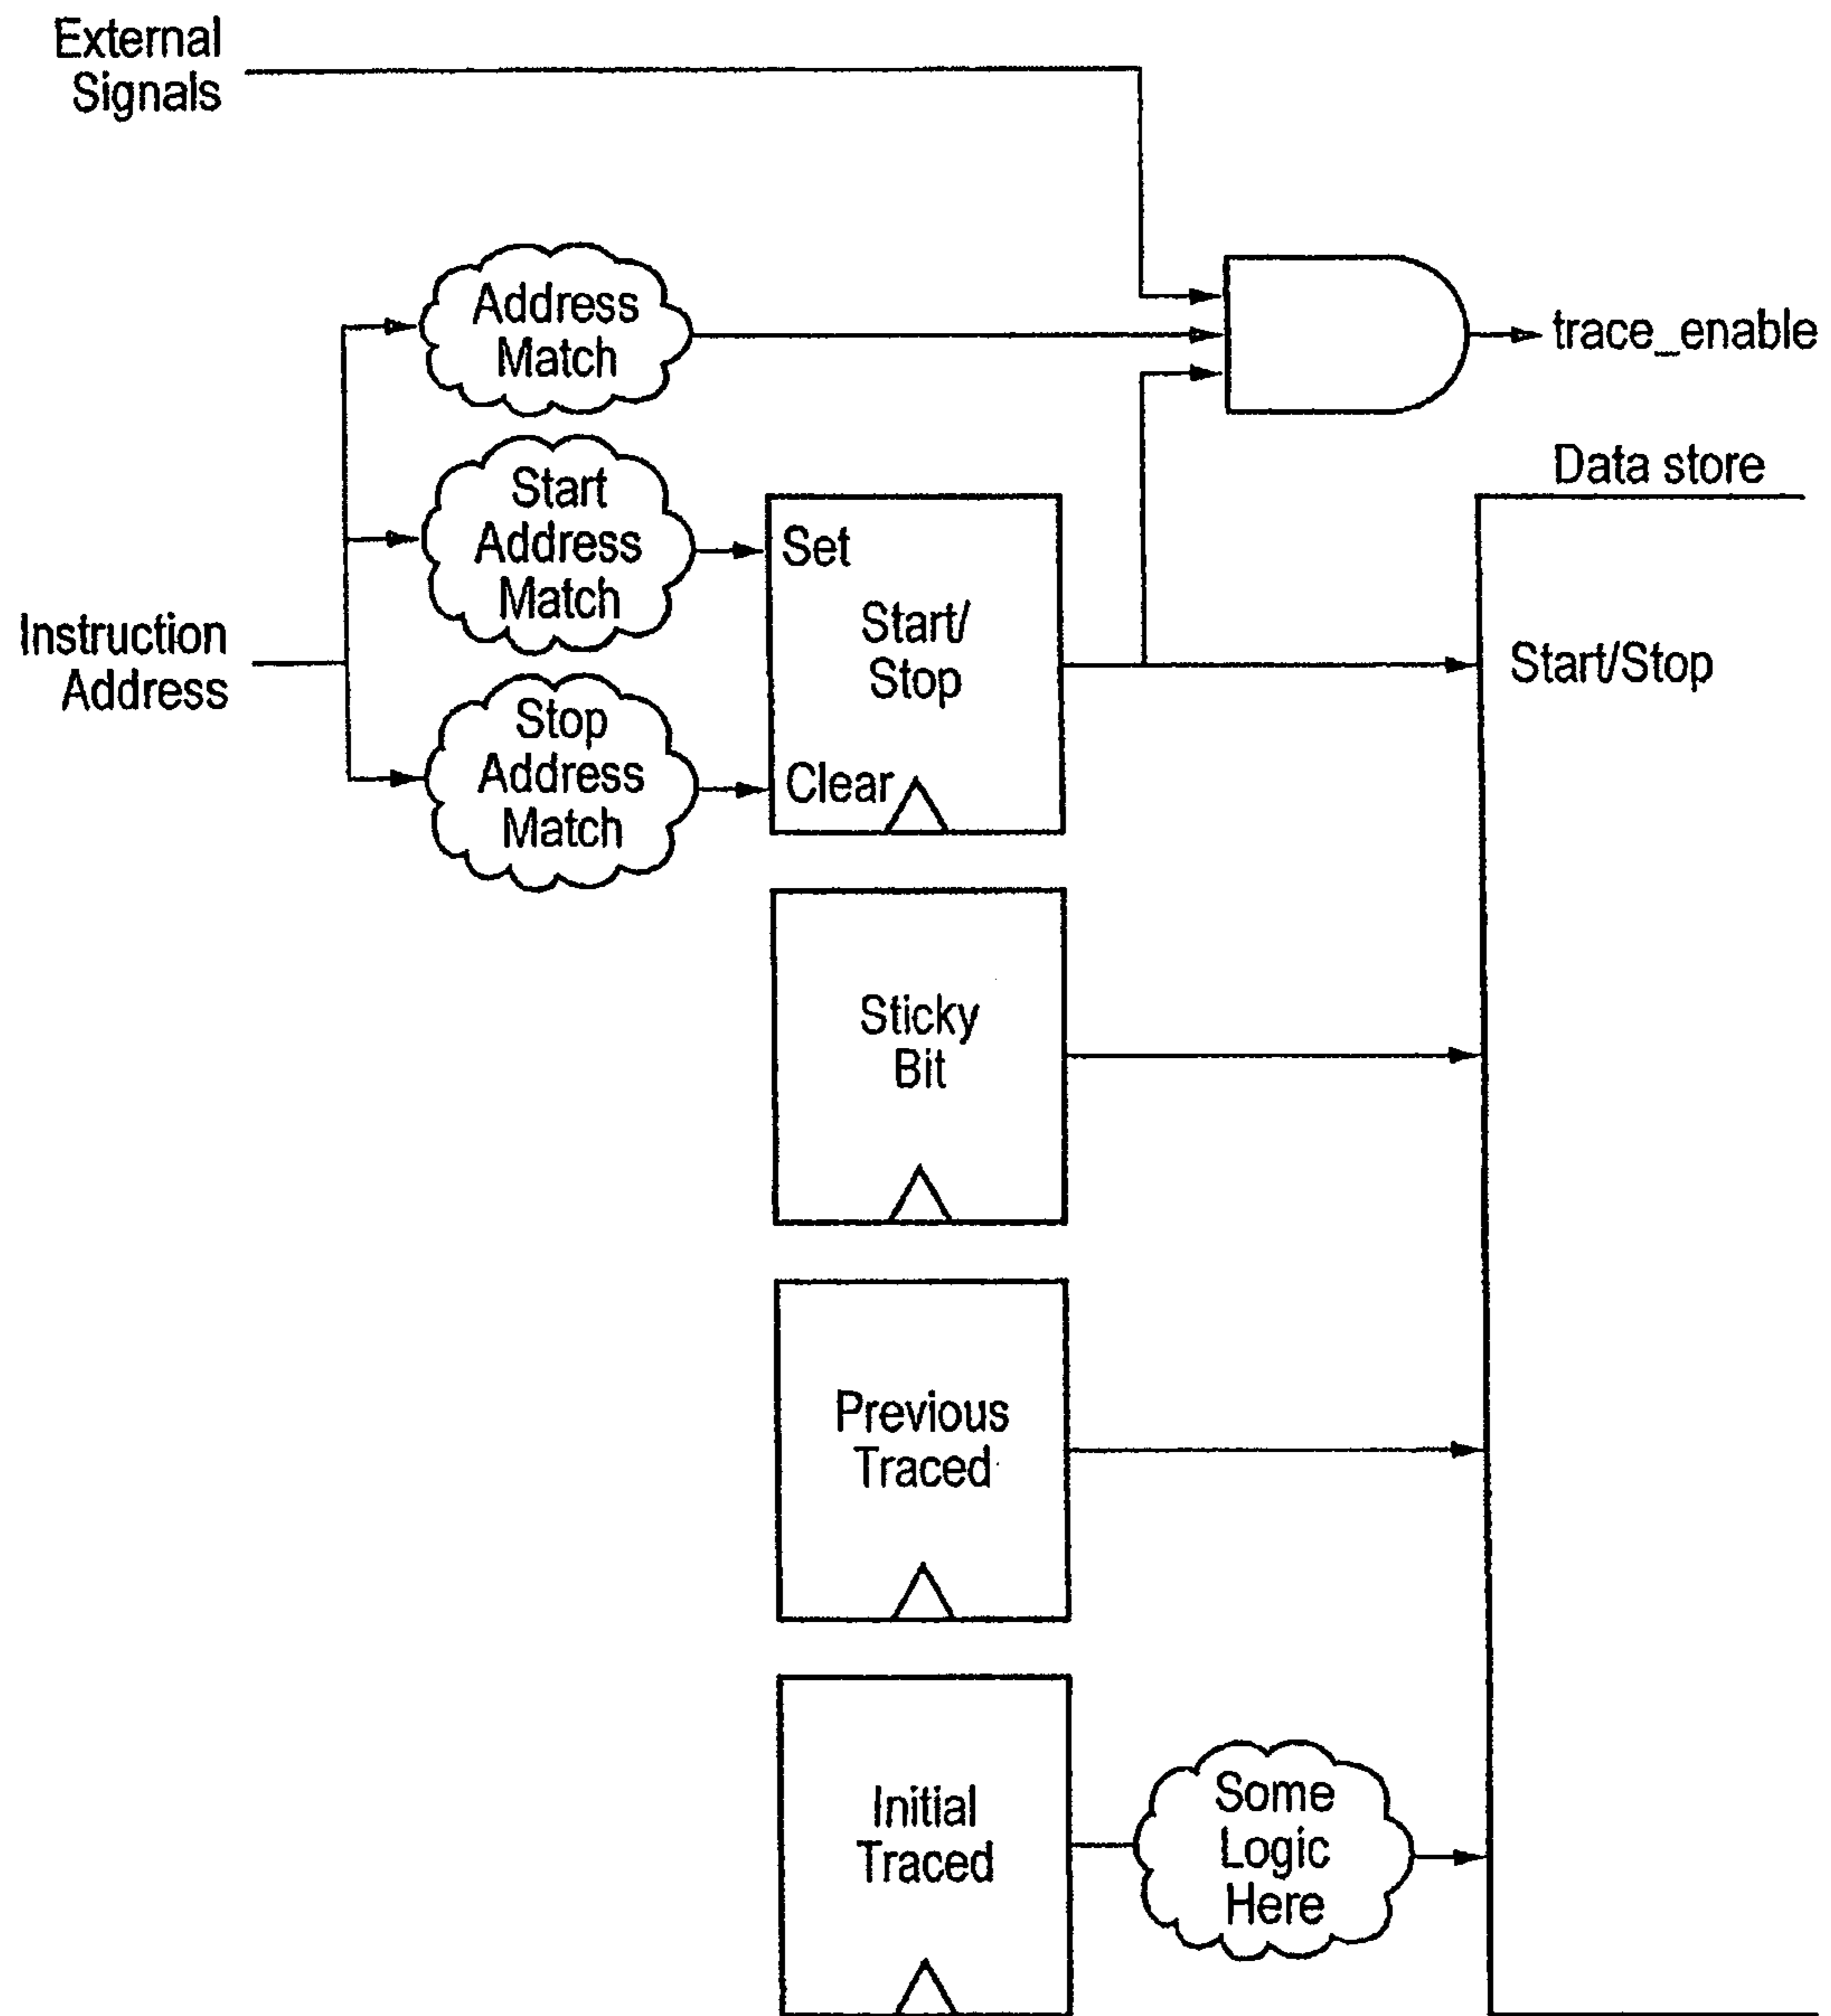 External
Signals
Address
Match
trace_enable
Data store
Start
Address
Match
Set
Start/
Stop
Instruction
Address
Start/Stop
Stop
Address
Match
Clear
Sticky
Bit
Previous
Traced
Initial
Traced
Some
Logic
Here